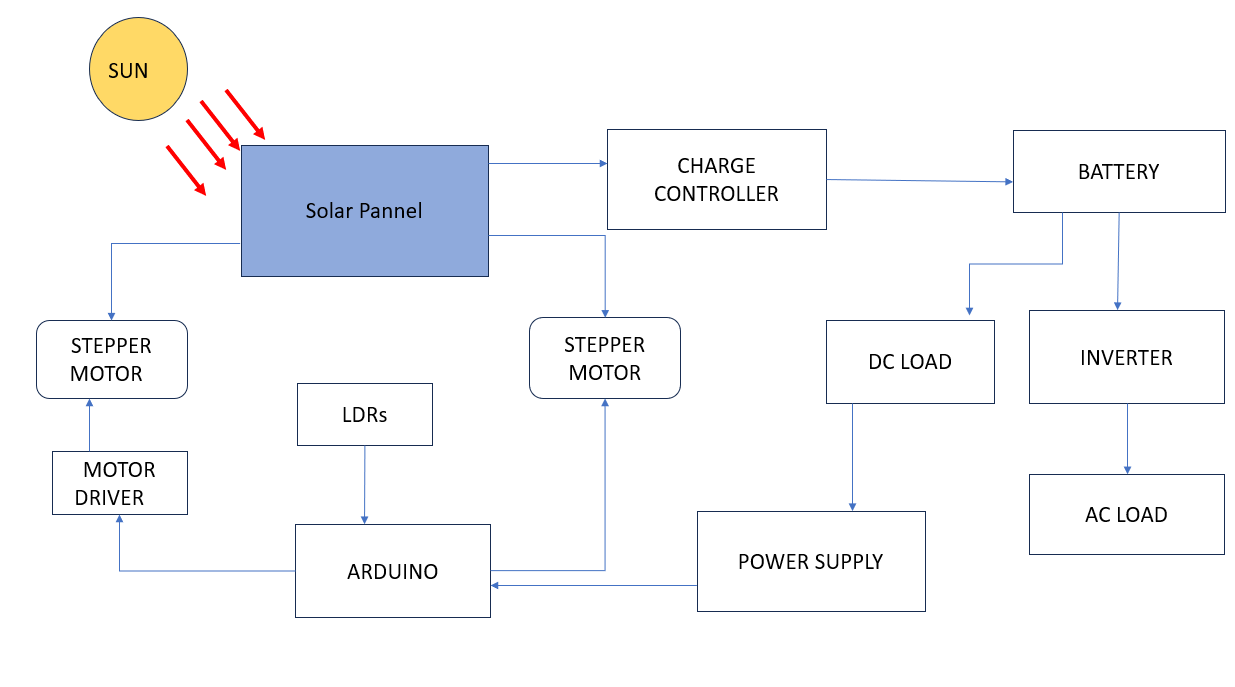 SUN
Solar Pannel
CHARGE
CONTROLLER
BATTERY
STEPPER
MOTOR
STEPPER
MOTOR
DC LOAD
INVERTER
LDRs
MOTOR
DRIVER
ARDUINO
POWER SUPPLY
AC LOAD